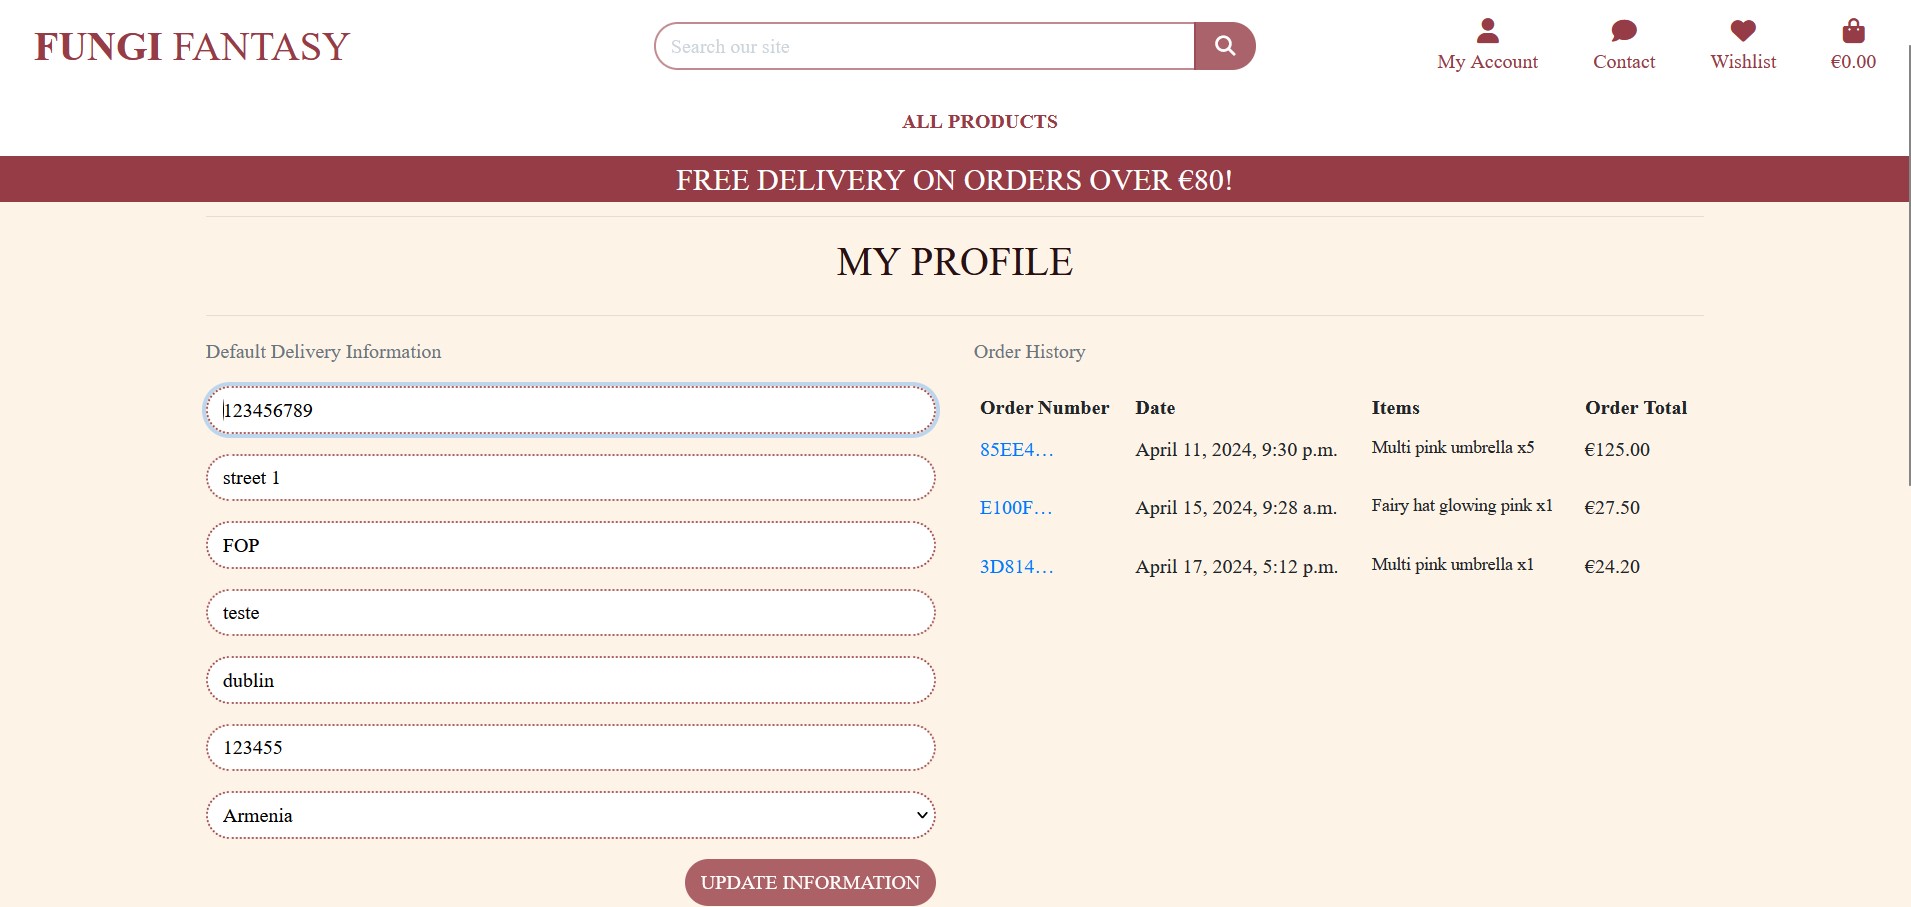 FUNGI FANTASY
Search our site
My Account
Contact
Wishlist
€0.00
ALL PRODUCTS
FREE DELIVERY ON ORDERS OVER €80!
MY PROFILE
Default Delivery Information
123456789
street 1
FOP
teste
dublin
123455
Armenia
UPDATE INFORMATION
Order History
Order Number Date Items Order Total
85EE4... April 11, 2024, 9:30 p.m. Multi pink umbrella x5 €125.00
E100F... April 15, 2024, 9:28 a.m. Fairy hat glowing pink x1 €27.50
3D814... April 17, 2024, 5:12 p.m. Multi pink umbrella x1 €24.20